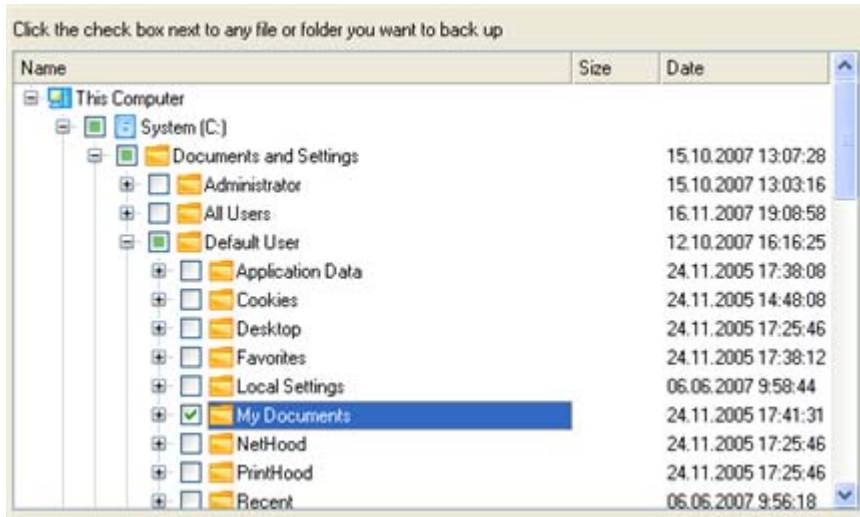 Click the check box next to any file or folder you want to back up
Name Size Date
This Computer
System (C:)
Documents and Settings 15.10.2007 13:07:28
Administrator 15.10.2007 13:03:16
All Users 16.11.2007 19:08:58
Default User 12.10.2007 16:16:25
Application Data 24.11.2005 17:38:08
Cookies 24.11.2005 14:48:08
Desktop 24.11.2005 17:25:46
Favorites 24.11.2005 17:38:12
Local Settings 06.06.2007 9:58:44
My Documents 24.11.2005 17:41:31
NetHood 24.11.2005 17:25:46
PrintHood 24.11.2005 17:25:46
Recent 06.06.2007 9:56:18